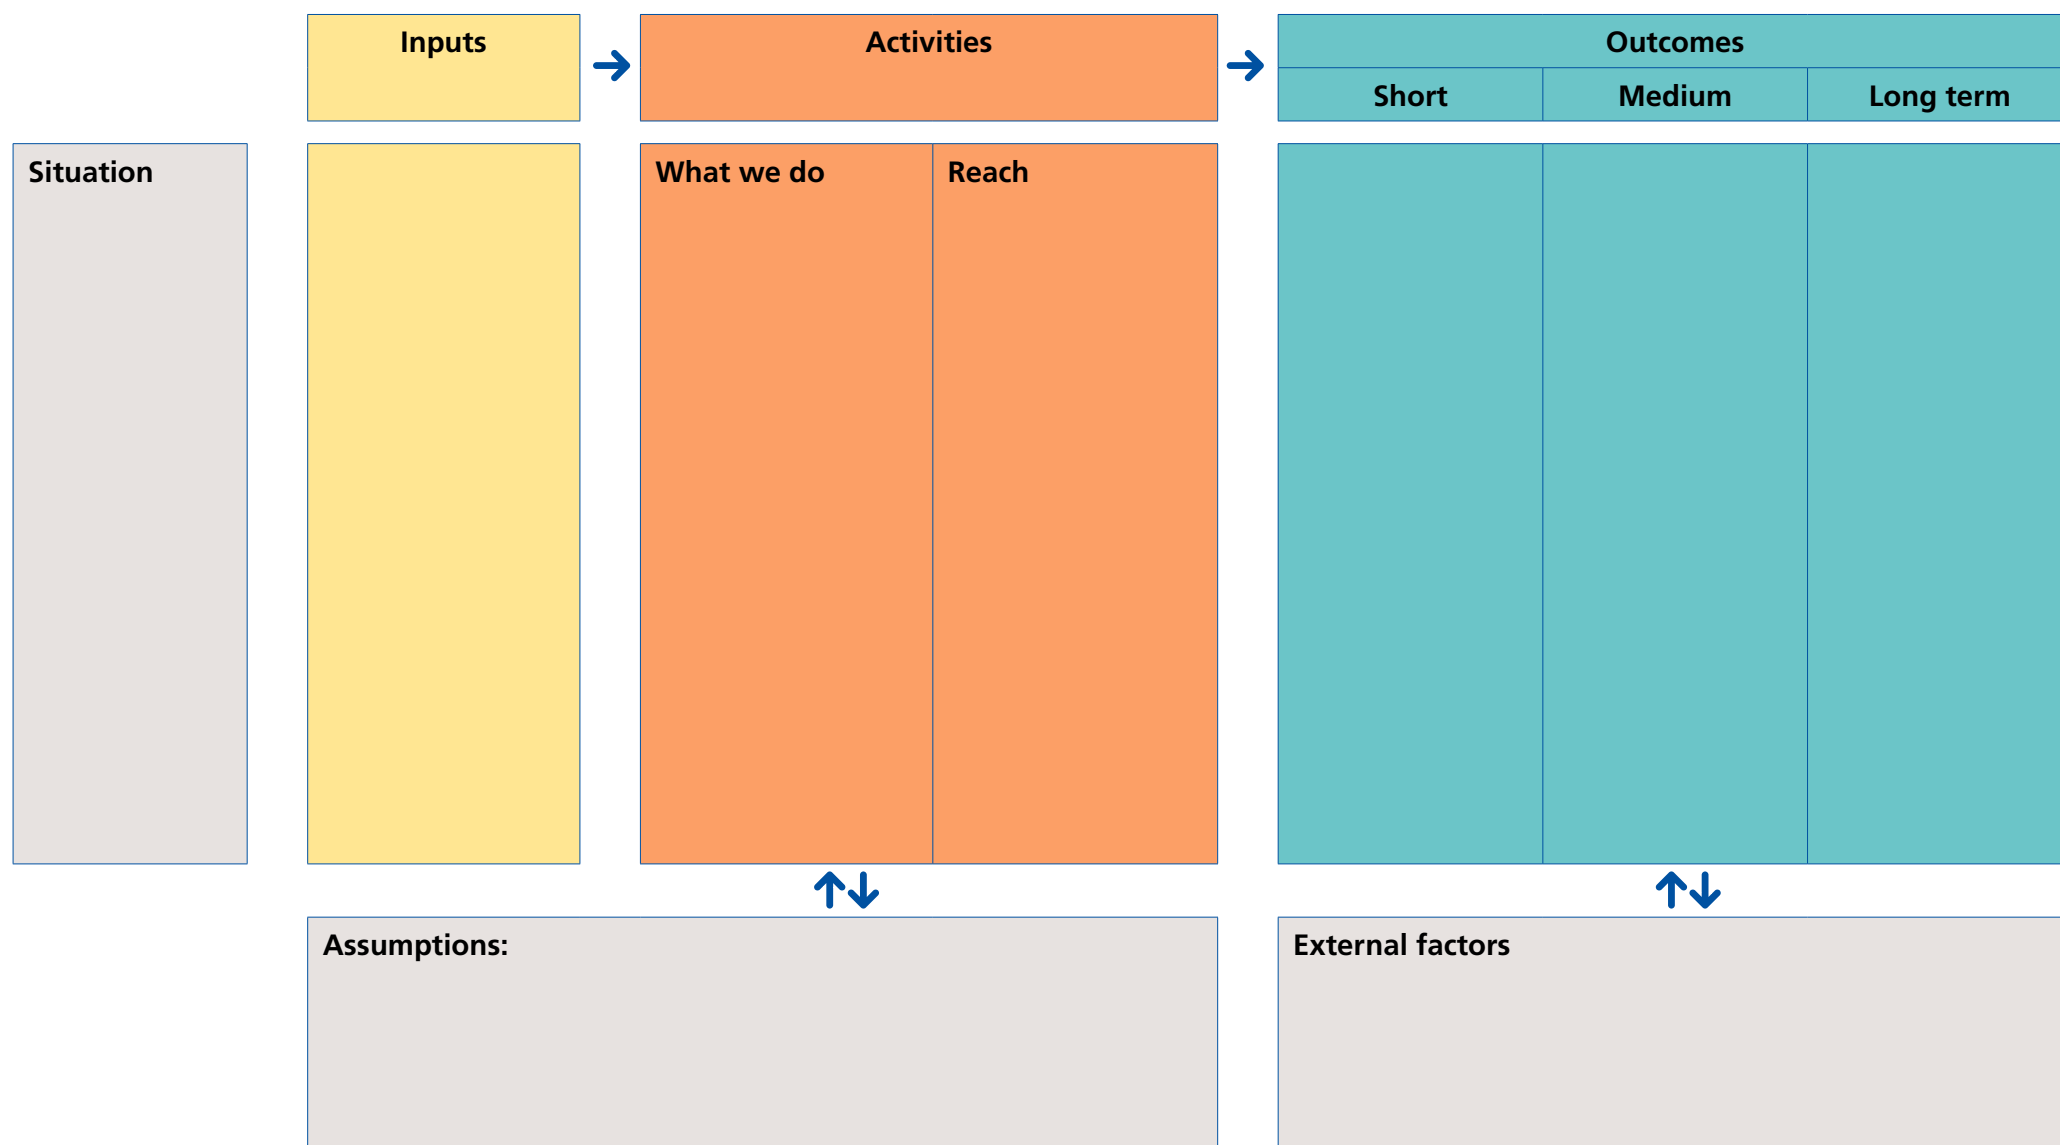 Inputs
Activities
Outcomes
Short
Medium
Long term
Situation
What we do
Reach
Assumptions:
External factors